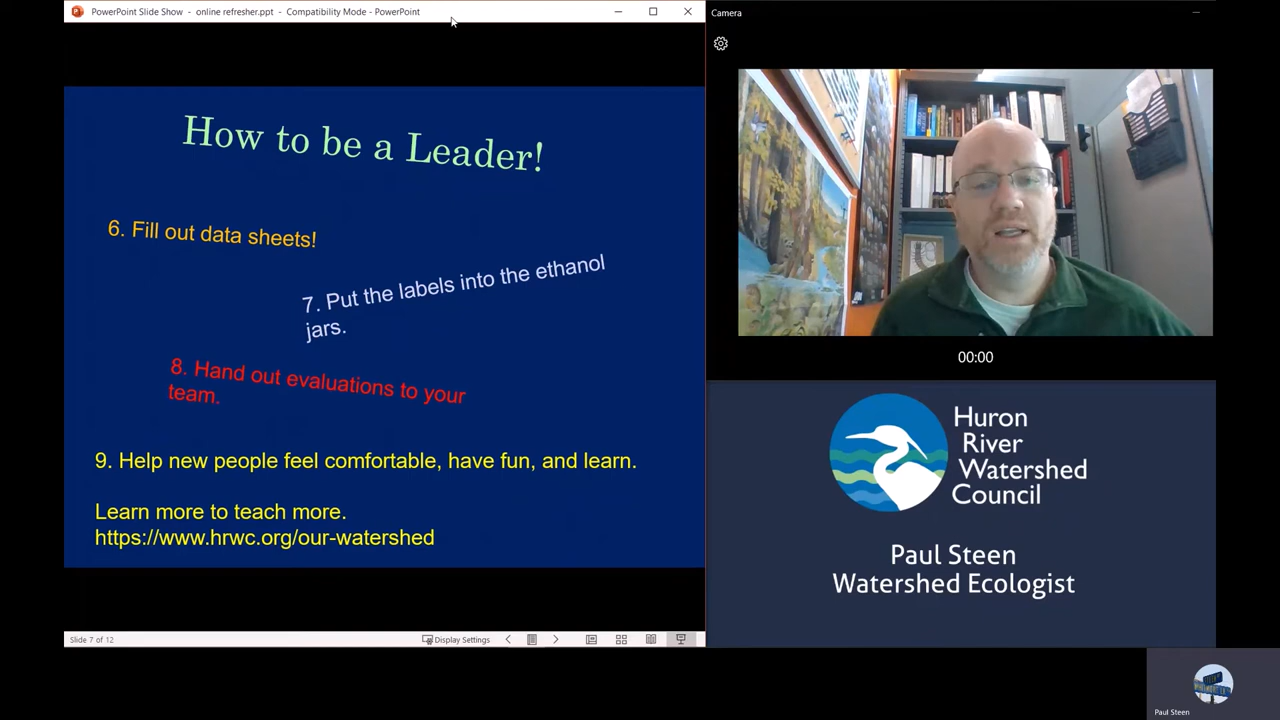 PowerPoint Slide Show - online refresher.ppt - Compatibility Mode - PowerPoint
How to be a Leader!
6. Fill out data sheets!
7. Put the labels into the ethanol
jars.
8. Hand out evaluations to your
team.
9. Help new people feel comfortable, have fun, and learn.
Learn more to teach more.
https://www.hrwc.org/our-watershed
Slide 7 of 12
Display Settings
Camera
00:00
Huron
River
Watershed
Council
Paul Steen
Watershed Ecologist
Paul Steen